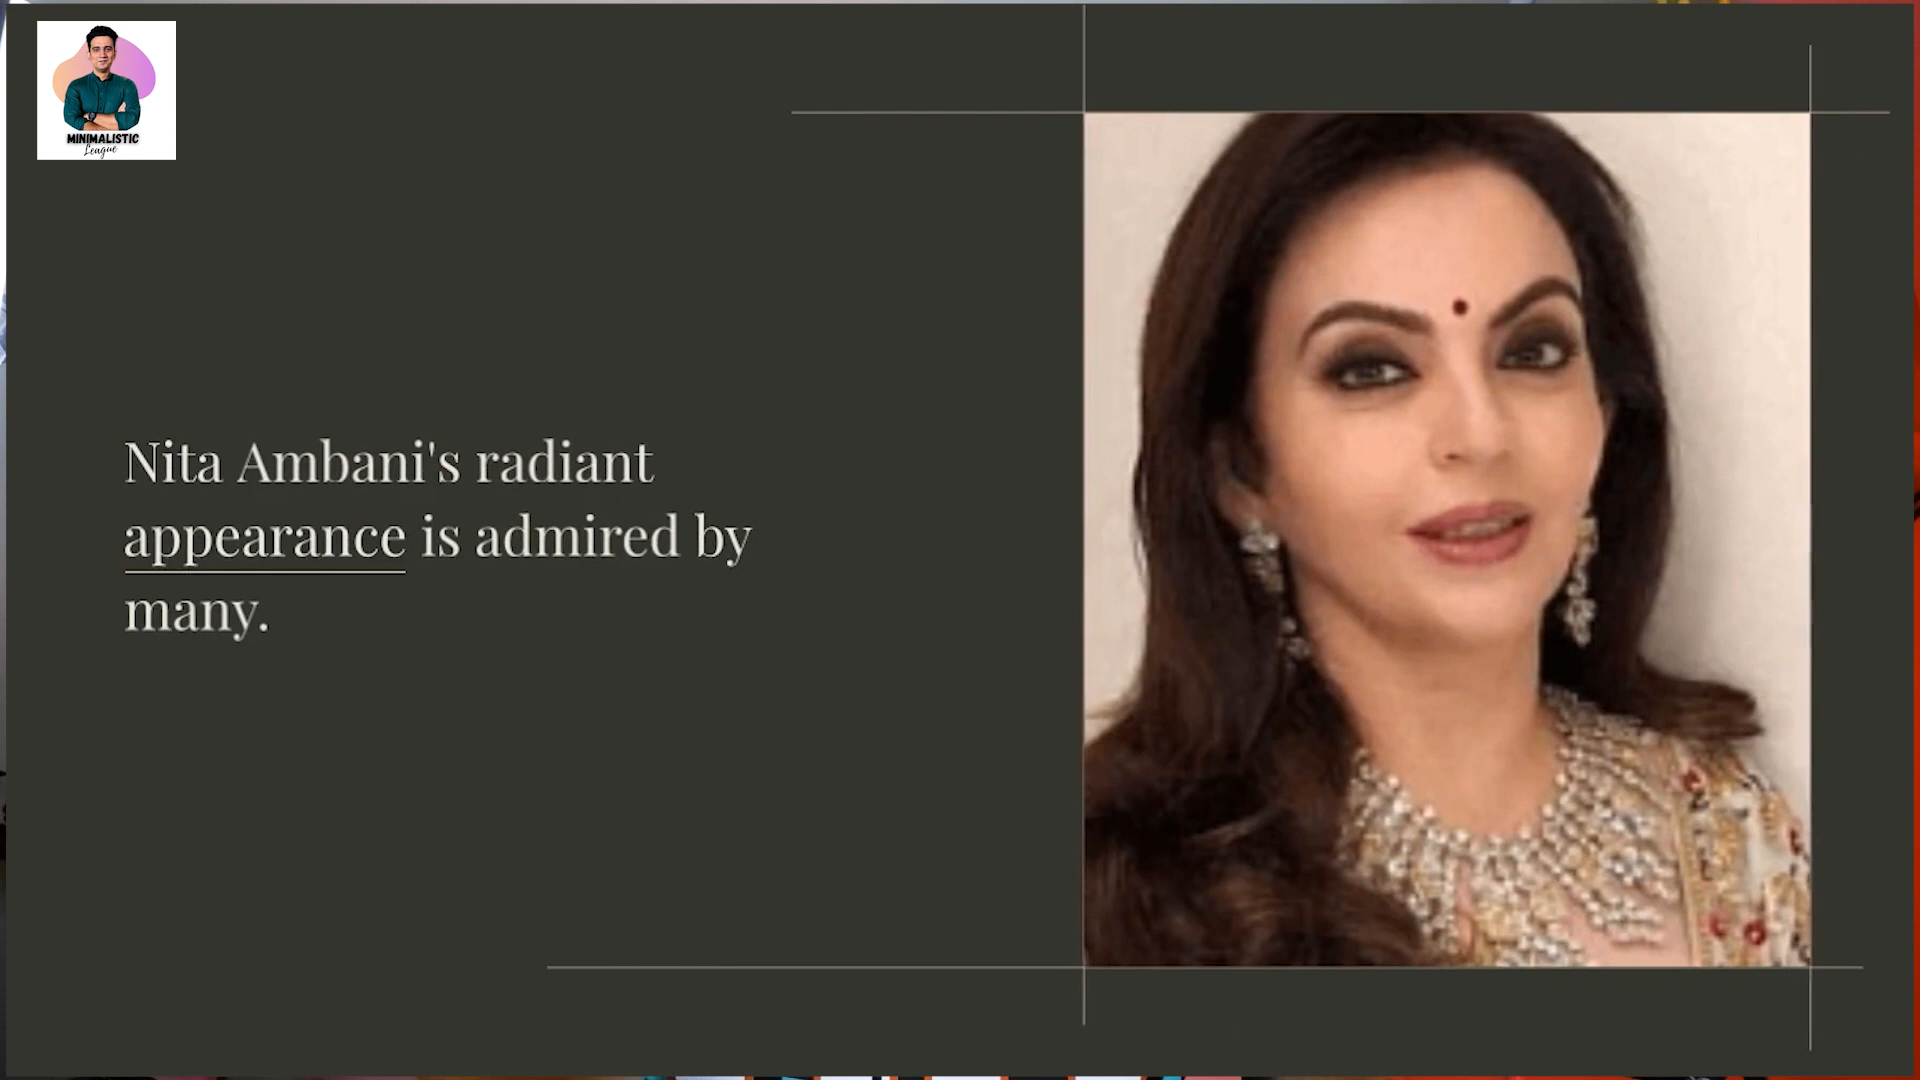 MINIMALISTIC
League
Nita Ambani's radiant
appearance is admired by
many.